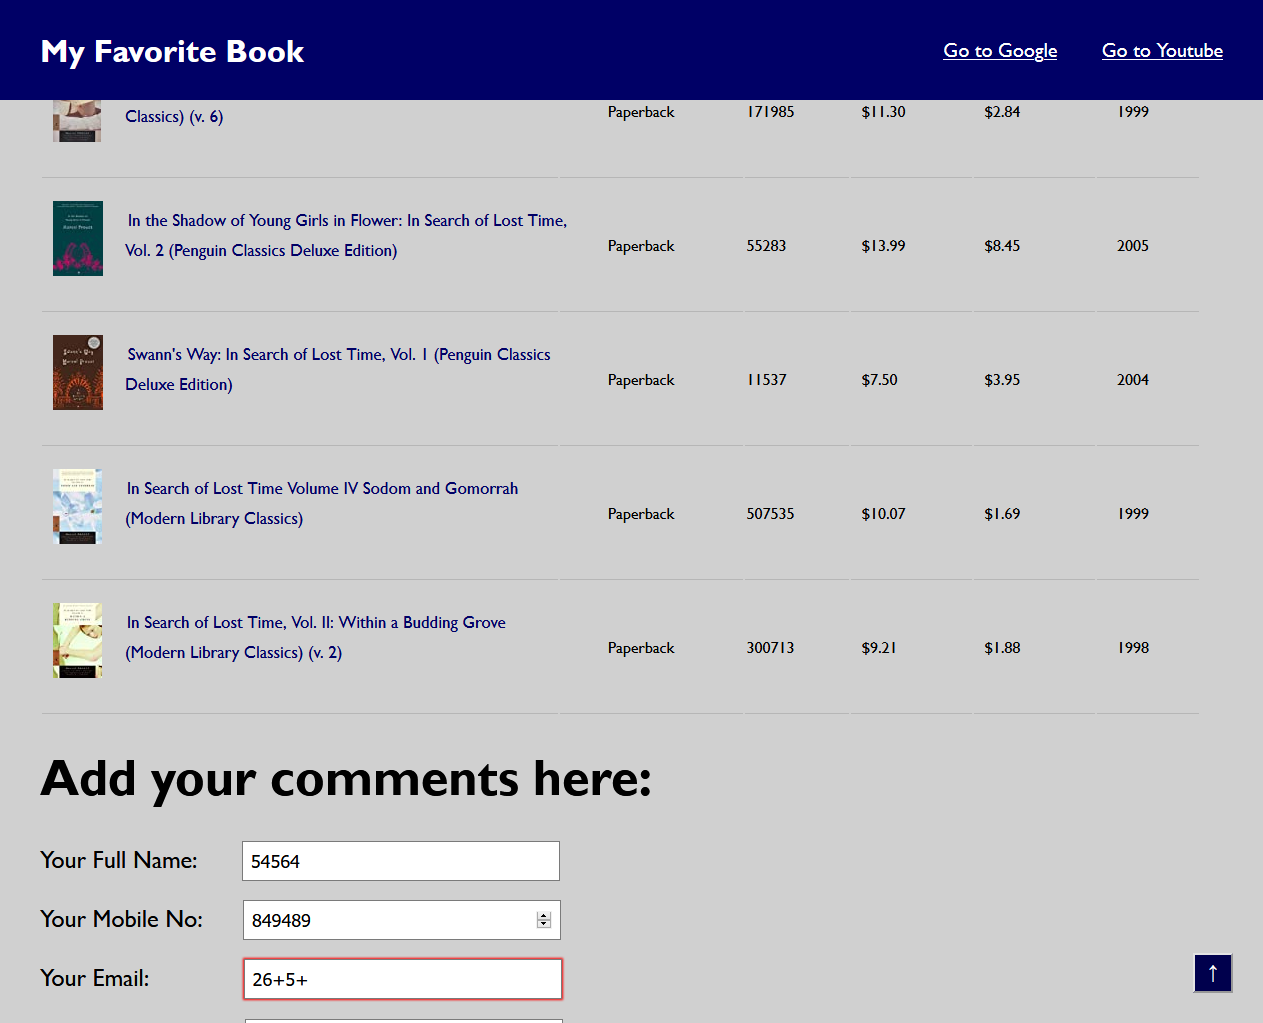 My Favorite Book
Go to Google
Go to Youtube
Classics) (v. 6)
Paperback 171985 $11.30 $2.84 1999
In the Shadow of Young Girls in Flower: In Search of Lost Time,
Vol. 2 (Penguin Classics Deluxe Edition)
Paperback 55283 $13.99 $8.45 2005
Swann's Way: In Search of Lost Time, Vol. 1 (Penguin Classics
Deluxe Edition)
Paperback 11537 $7.50 $3.95 2004
In Search of Lost Time Volume IV Sodom and Gomorrah
(Modern Library Classics)
Paperback 507535 $10.07 $1.69 1999
In Search of Lost Time, Vol. II: Within a Budding Grove
(Modern Library Classics) (v. 2)
Paperback 300713 $9.21 $1.88 1998
Add your comments here:
Your Full Name: 54564
Your Mobile No: 849489
Your Email: 26+5+
↑